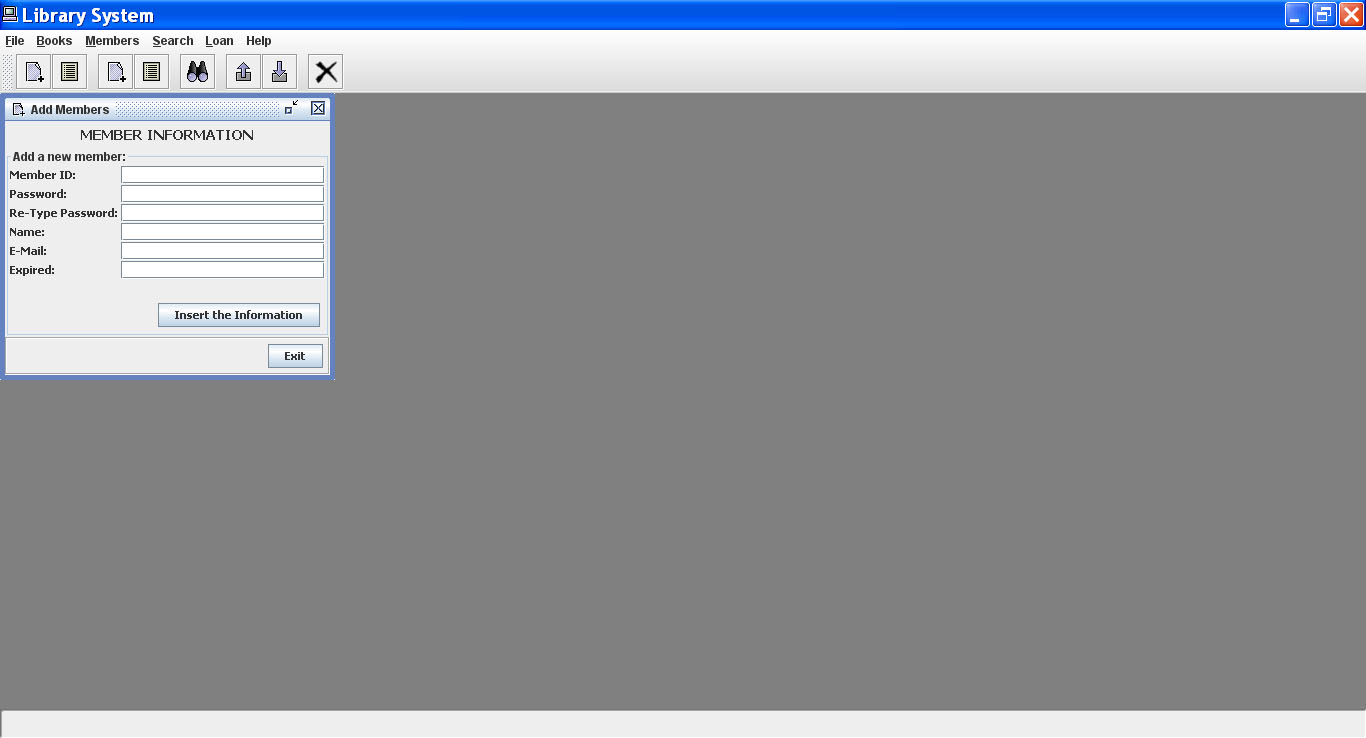 Library System
File Books Members Search Loan Help
Add Members
MEMBER INFORMATION
Add a new member:
Member ID:
Password:
Re-Type Password:
Name:
E-Mail:
Expired:
Insert the Information
Exit